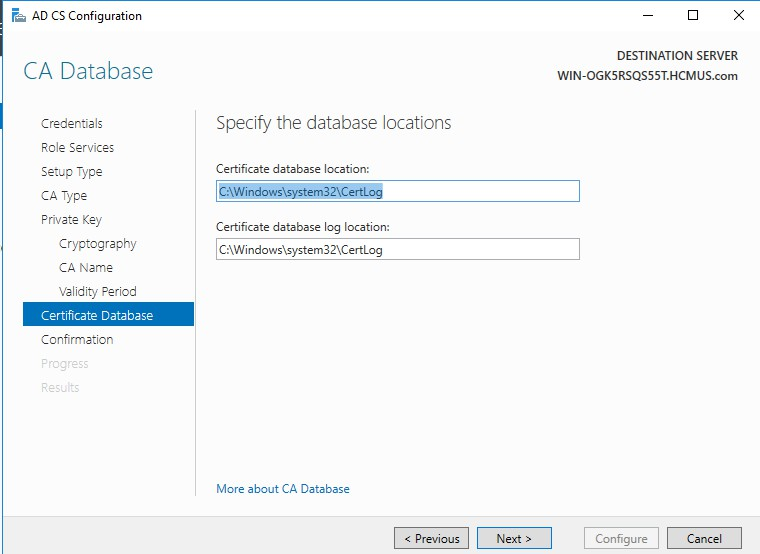 AD CS Configuration
CA Database
DESTINATION SERVER
WIN-OGK5RSQS55T.HCMUS.com
Credentials
Role Services
Setup Type
CA Type
Private Key
Cryptography
CA Name
Validity Period
Certificate Database
Confirmation
Progress
Results
Specify the database locations
Certificate database location:
C:\Windows\system32\CertLog
Certificate database log location:
C:\Windows\system32\CertLog
More about CA Database
< Previous
Next >
Configure
Cancel